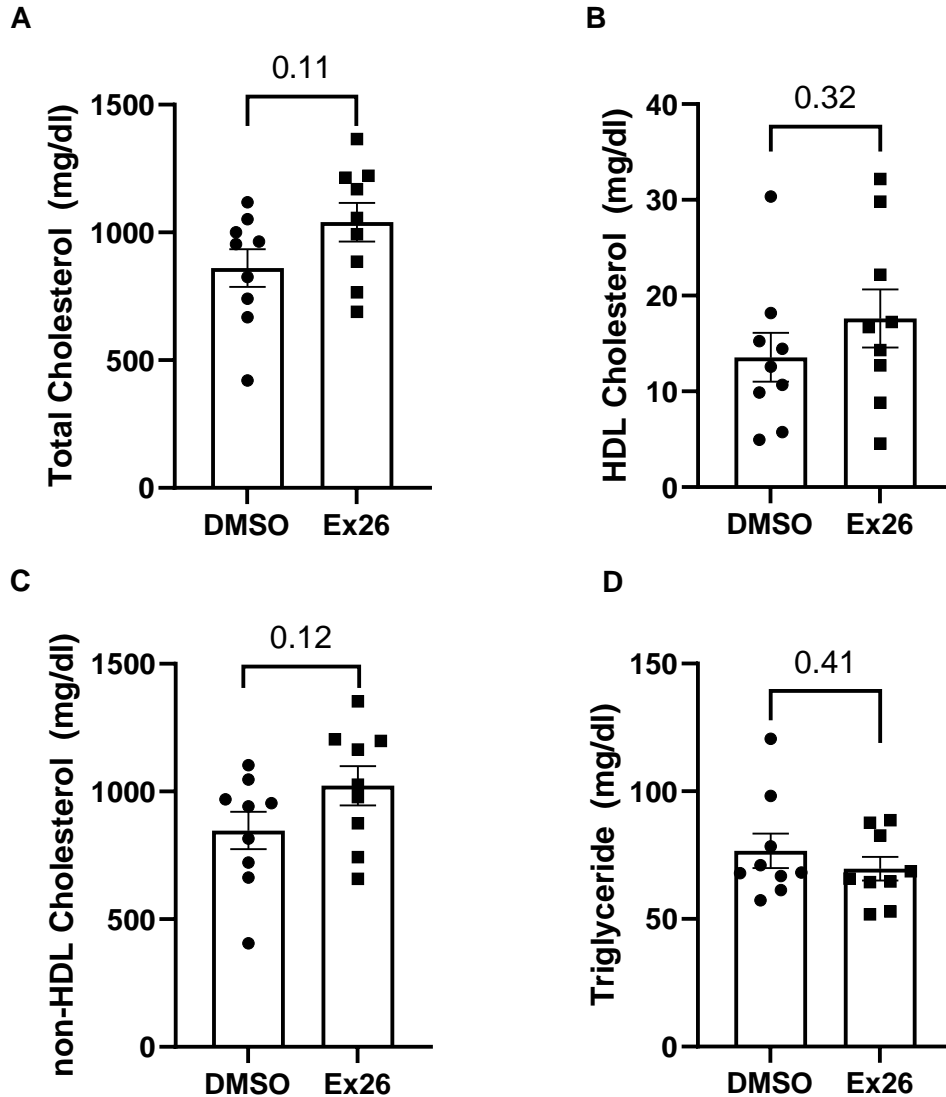 A
Total Cholesterol (mg/dl)
1500
1000
500
0
0.11
DMSO
Ex26
B
HDL Cholesterol (mg/dl)
40
30
20
10
0
0.32
DMSO
Ex26
C
non-HDL Cholesterol (mg/dl)
1500
1000
500
0
0.12
DMSO
Ex26
D
Triglyceride (mg/dl)
150
100
50
0
0.41
DMSO
Ex26